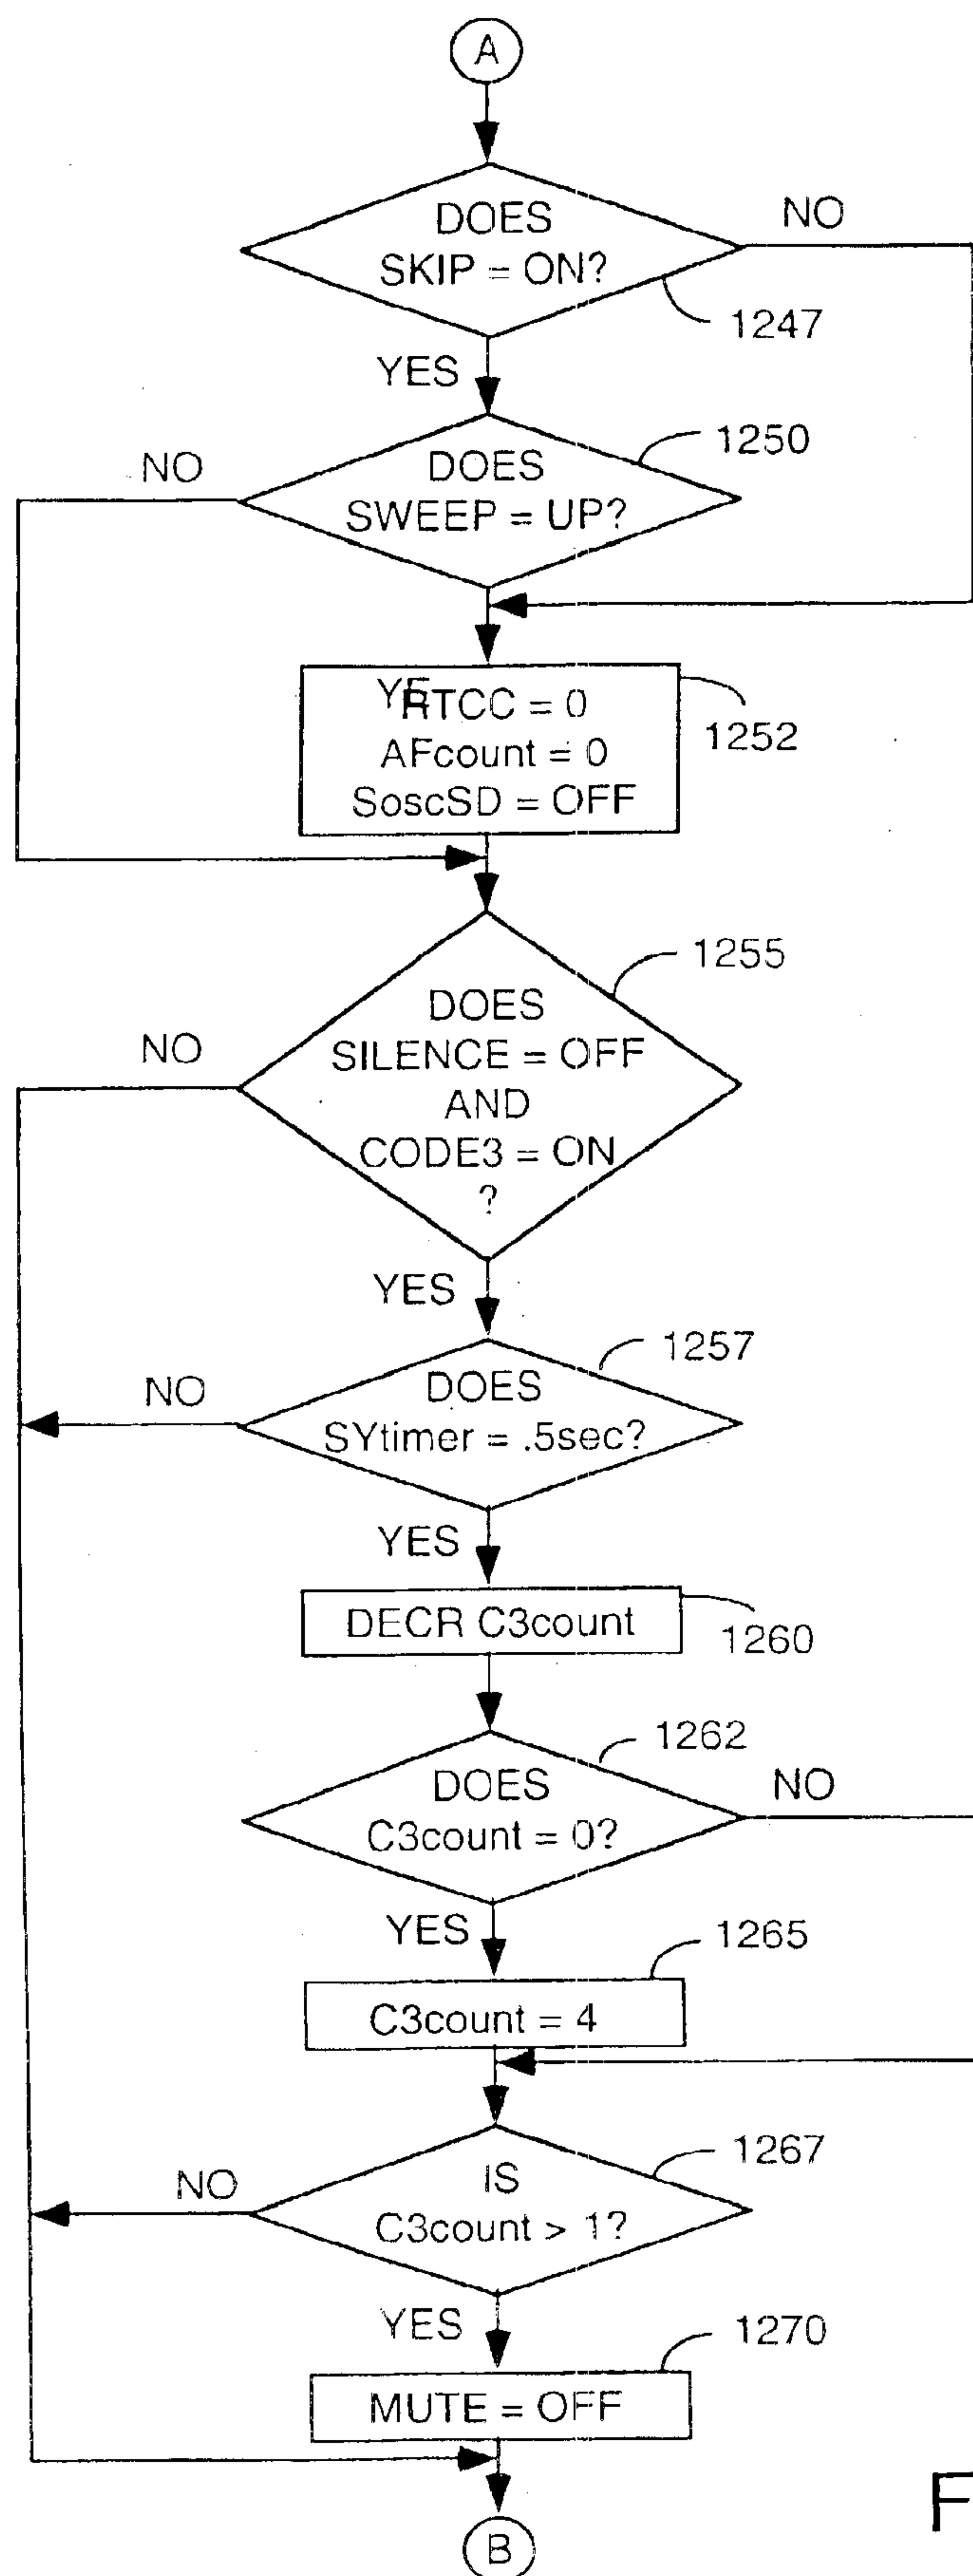 A
DOES
SKIP = ON?
NO
1247
YES
1250
NO
DOES
SWEEP = UP?
YE
RTCC = 0
AFcount = 0
SoscSD = OFF
1252
1255
NO
DOES
SILENCE = OFF
AND
CODE3 = ON
?
YES
1257
NO
DOES
SYtimer = .5sec?
YES
DECR C3count
1260
1262
DOES
C3count = 0?
NO
YES
1265
C3count = 4
1267
NO
IS
C3count > 1?
YES
1270
MUTE = OFF
F
B